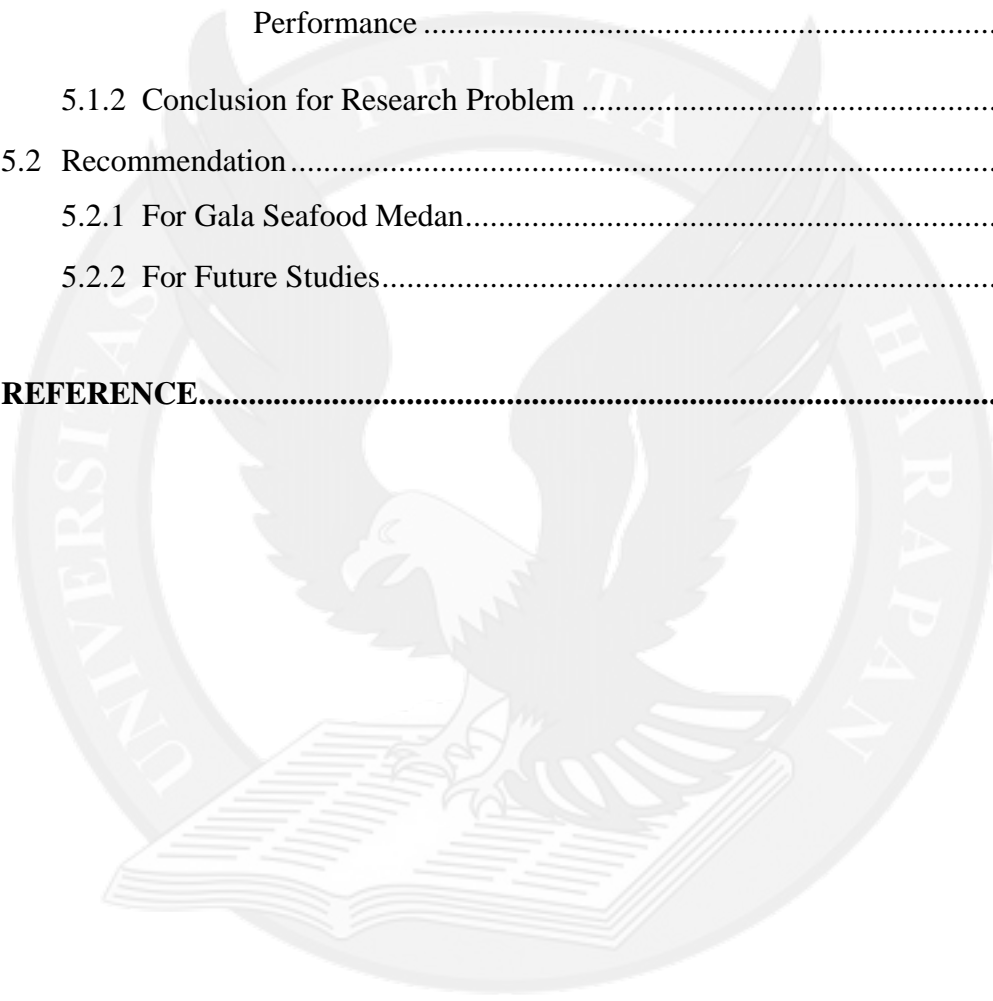 Performance ........................................................................
5.1.2 Conclusion for Research Problem ....................................................
5.2 Recommendation ........................................................................................
5.2.1 For Gala Seafood Medan..................................................................
5.2.2 For Future Studies............................................................................
REFERENCE...................................................................................................
UNIVERSITAS PELITA HARAPAN